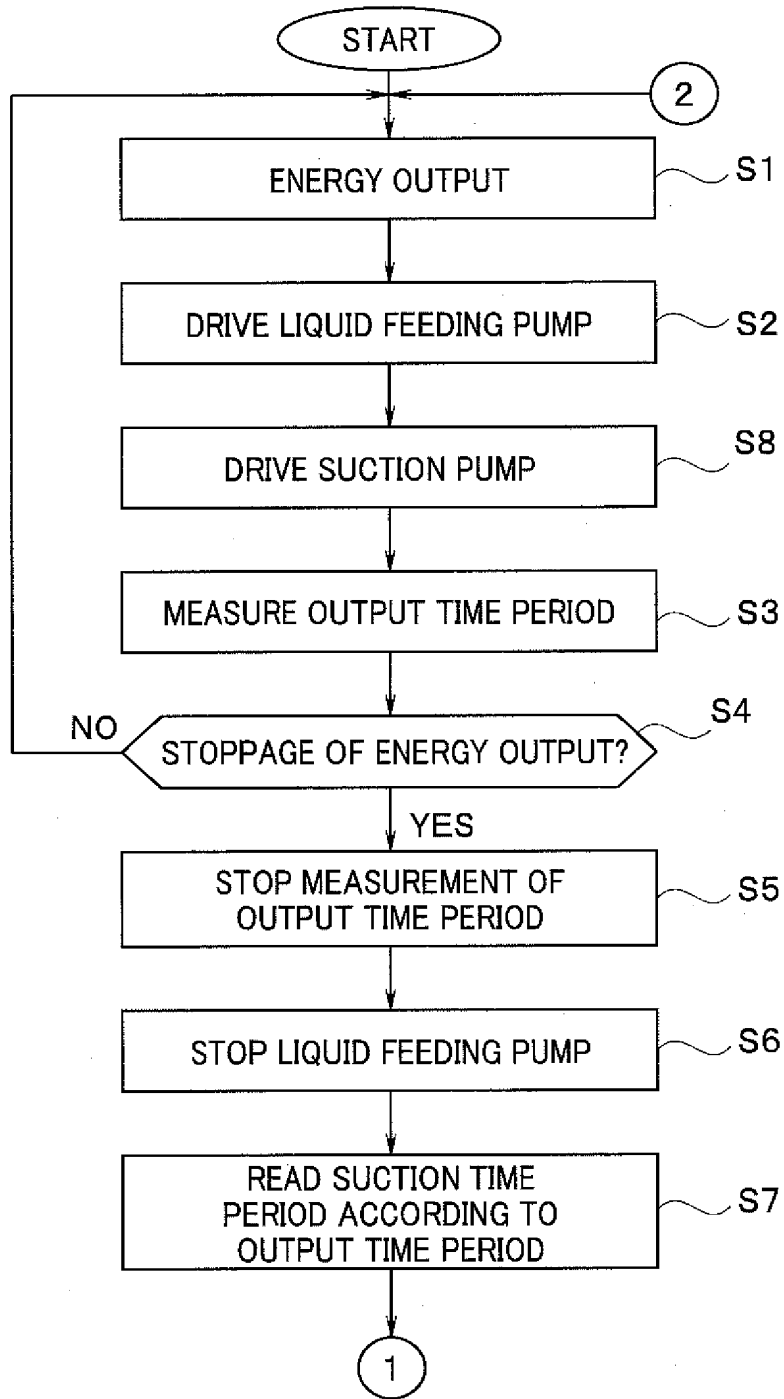 START
2
ENERGY OUTPUT
S1
DRIVE LIQUID FEEDING PUMP
S2
DRIVE SUCTION PUMP
S8
MEASURE OUTPUT TIME PERIOD
S3
NO
STOPPAGE OF ENERGY OUTPUT?
S4
YES
STOP MEASUREMENT OF
OUTPUT TIME PERIOD
S5
STOP LIQUID FEEDING PUMP
S6
READ SUCTION TIME
PERIOD ACCORDING TO
OUTPUT TIME PERIOD
S7
1